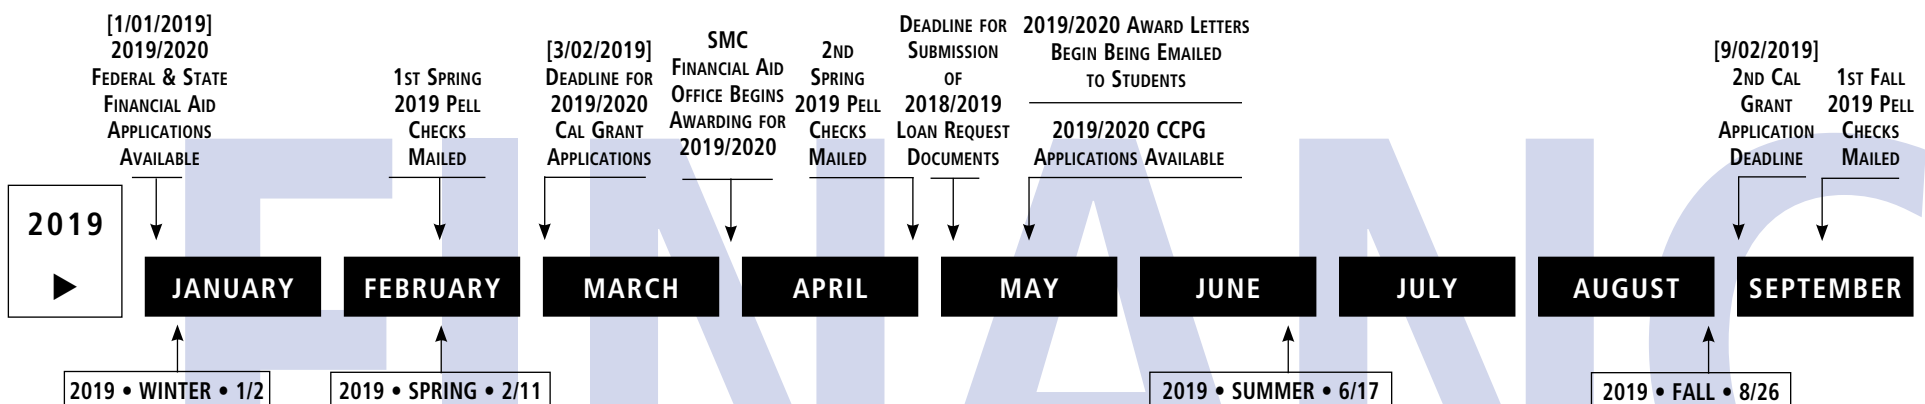 [1/01/2019]
2019/2020
Federal & State
Financial Aid
Applications
Available
1st Spring
2019 Pell
Checks
Mailed
[3/02/2019]
Deadline for
2019/2020
Cal Grant
Applications
SMC
Financial Aid
Office Begins
Awarding for
2019/2020
2nd
Spring
2019 Pell
Checks
Mailed
Deadline for
Submission
of
2018/2019
Loan Request
Documents
2019/2020 Award Letters
Begin Being Emailed
to Students
2019/2020 CCPG
Applications Available
[9/02/2019]
2nd Cal
Grant
Application
Deadline
1st Fall
2019 Pell
Checks
Mailed
2019
JANUARY
FEBRUARY
MARCH
APRIL
MAY
JUNE
JULY
AUGUST
SEPTEMBER
2019 • WINTER • 1/2
2019 • SPRING • 2/11
2019 • SUMMER • 6/17
2019 • FALL • 8/26
FINANC